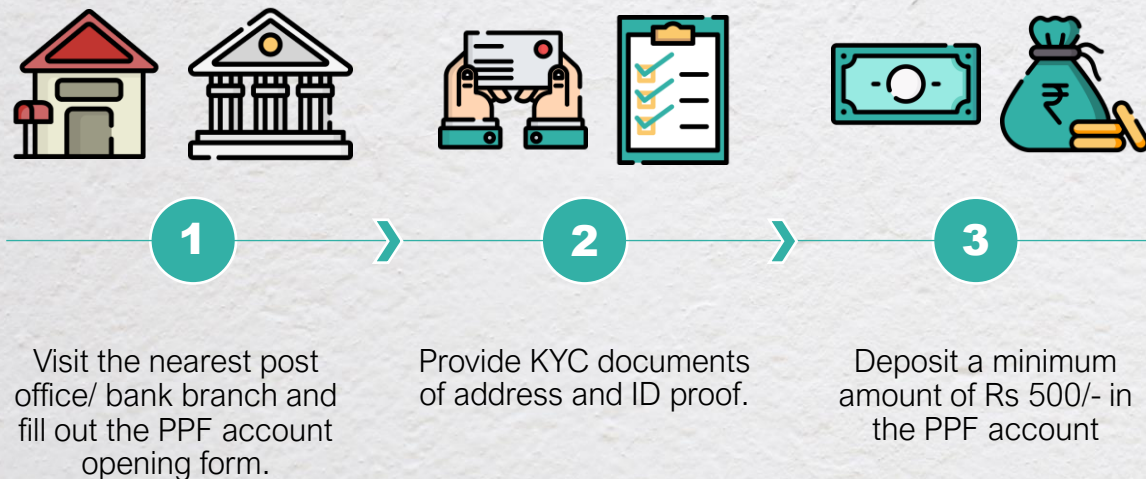 ₹
1
2
3
Visit the nearest post
office/ bank branch and
fill out the PPF account
opening form.
Provide KYC documents
of address and ID proof.
Deposit a minimum
amount of Rs 500/- in
the PPF account